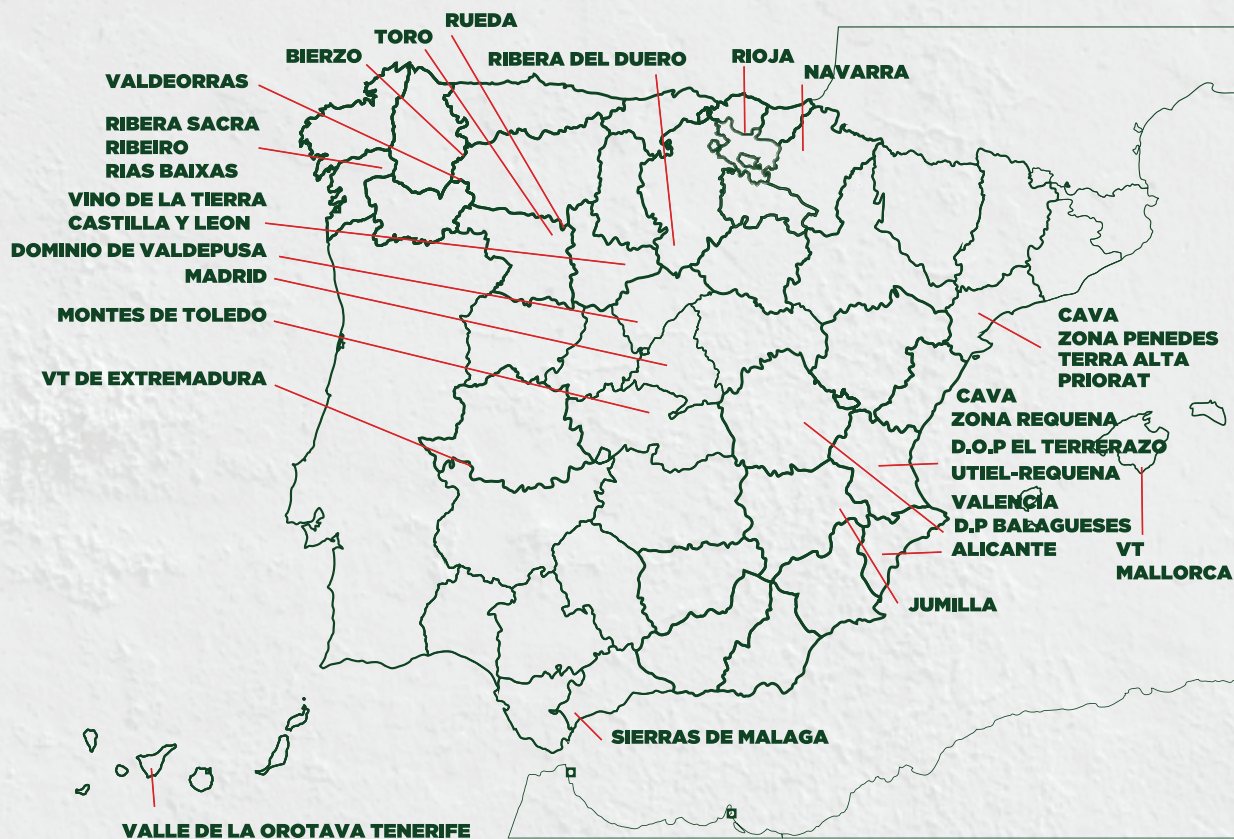 RUEDA
TORO
BIERZO
RIBERA DEL DUERO
RIOJA
NAVARRA
VALDEORRAS
RIBERA SACRA
RIBEIRO
RIAS BAIXAS
VINO DE LA TIERRA
CASTILLA Y LEON
DOMINIO DE VALDEPUSA
MADRID
MONTES DE TOLEDO
VT DE EXTREMADURA
CAVA
ZONA PENEDES
TERRA ALTA
PRIORAT
CAVA
ZONA REQUENA
D.O.P EL TERRERAZO
UTIEL-REQUENA
VALENCIA
D.P BALAGUESES
ALICANTE
VT
MALLORCA
JUMILLA
SIERRAS DE MALAGA
VALLE DE LA OROTAVA TENERIFE